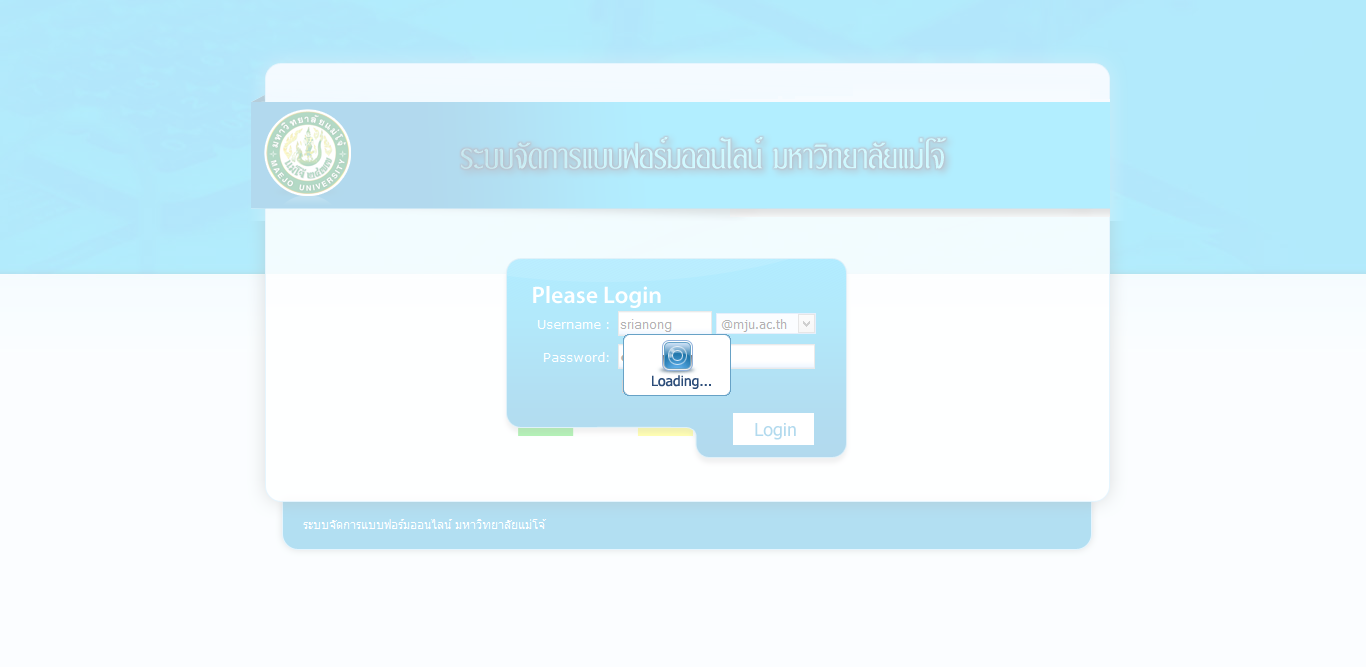 มหาวิทยาลัยแม่โจ้
แม่โจ้ ๒๔๗๗
MAEJO UNIVERSITY
ระบบจัดการแบบฟอร์มออนไลน์ มหาวิทยาลัยแม่โจ้
Please Login
Username : srianong @mju.ac.th
Password:
Loading...
Login
ระบบจัดการแบบฟอร์มออนไลน์ มหาวิทยาลัยแม่โจ้